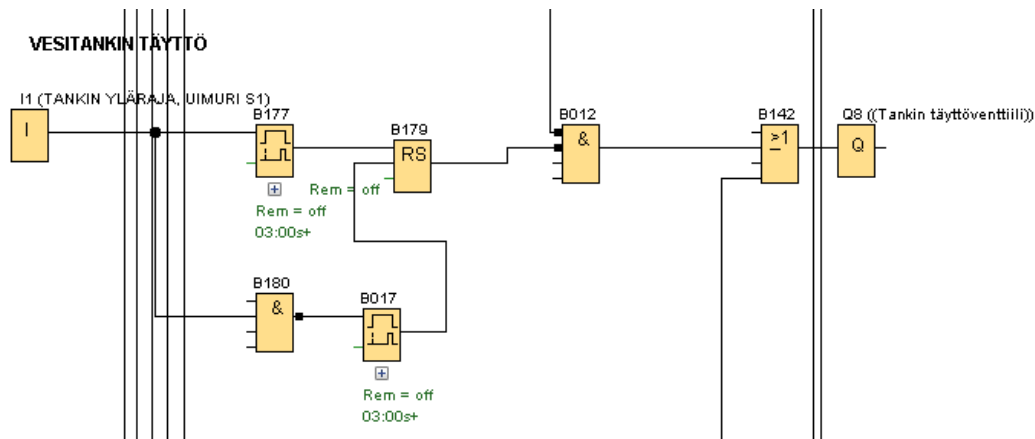 VESITANKIN TÄYTTÖ
I1 (TANKIN YLÄRAJA, UIMURI S1)
I
B177
Rem = off
03:00s+
B179
RS
Rem = off
B012
&
B142
>1
Q8 ((Tankin täyttöventtiili))
Q
B180
&
B017
Rem = off
03:00s+